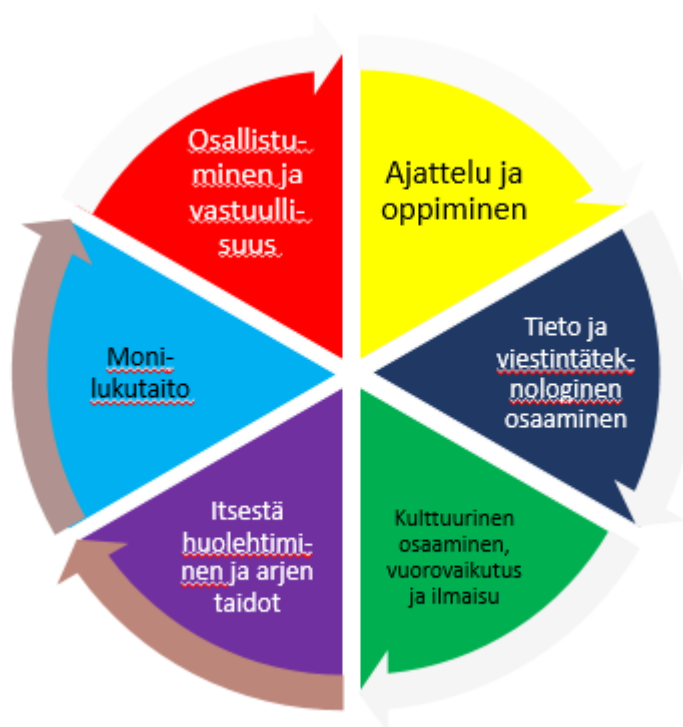 Osallistu-
minen ja
vastuulli-
suus
Ajattelu ja
oppiminen
Tieto ja
viestintätek-
nologinen
osaaminen
Kulttuurinen
osaaminen,
vuorovaikutus
ja ilmaisu
Itsestä
huolehtimi-
nen ja arjen
taidot
Moni-
lukutaito